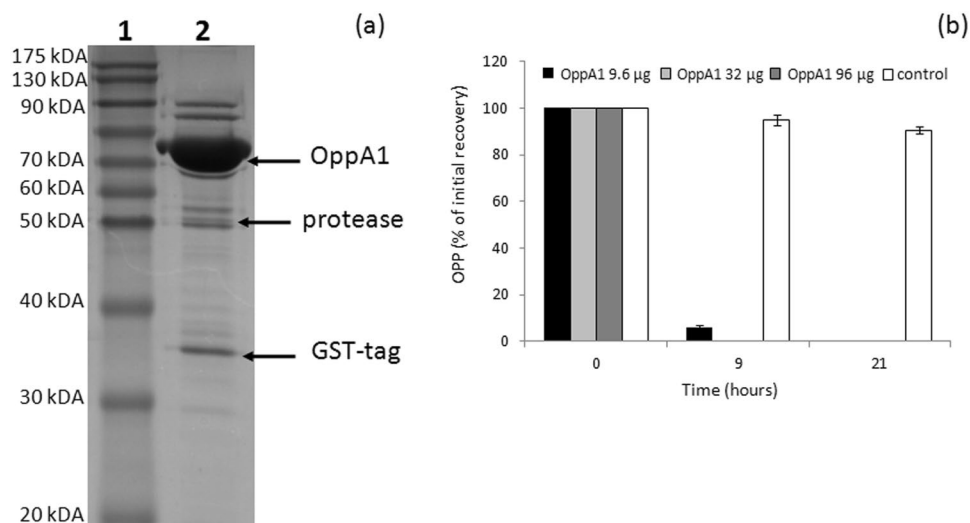 (a)
1 2
175 kDA
130 kDA
90 kDA
70 kDA
60 kDA
50 kDA
40 kDA
30 kDA
20 kDA
OppA1
protease
GST-tag
(b)
OppA1 9.6 µg OppA1 32 µg OppA1 96 µg control
OPP (% of initial recovery)
120
100
80
60
40
20
0
0 9 21
Time (hours)